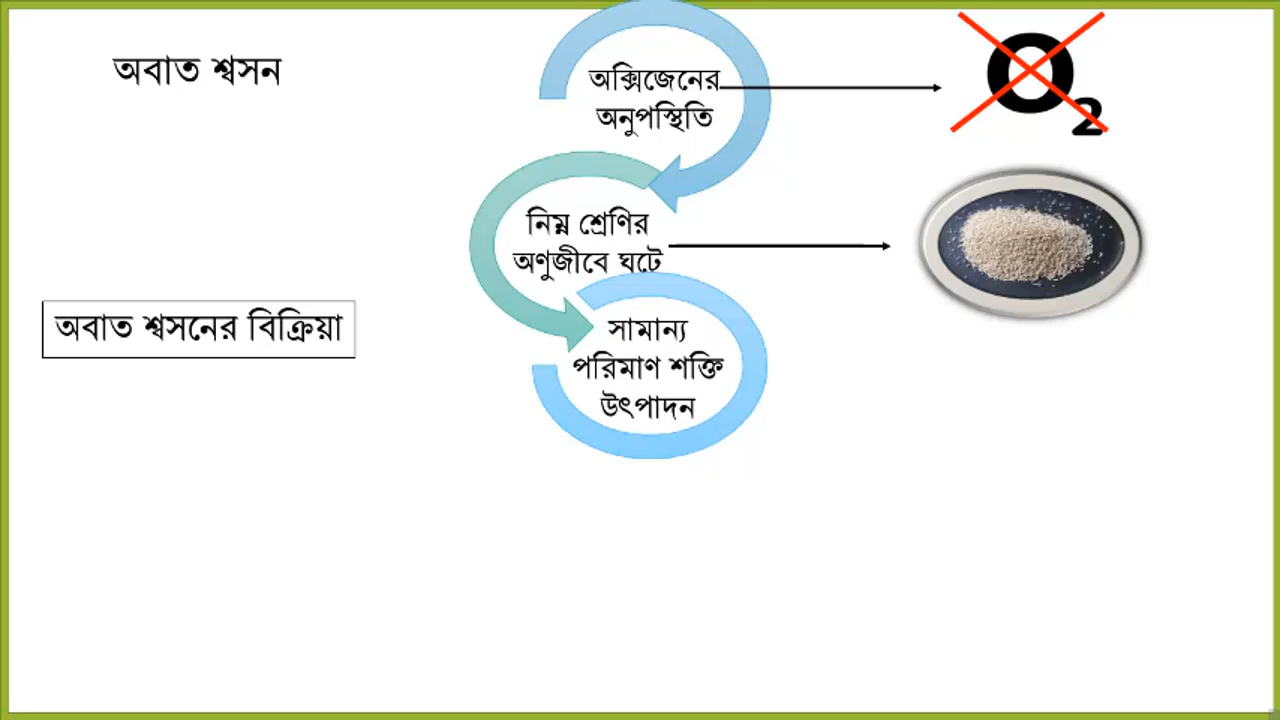 অবাত শ্বসন
অক্সিজেনের
অনুপস্থিতি
O2
নিম্ন শ্রেণির
অণুজীবে ঘটে
অবাত শ্বসনের বিক্রিয়া
সামান্য
পরিমাণ শক্তি
উৎপাদন